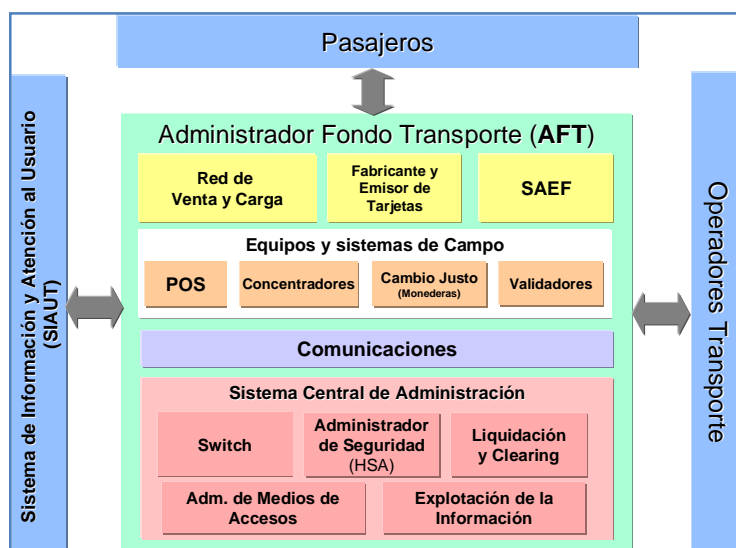 Pasajeros
Sistema de Información y Atención al Usuario
(SIAUT)
Administrador Fondo Transporte (AFT)
Red de
Venta y Carga
Fabricante y
Emisor de
Tarjetas
SAEF
Equipos y sistemas de Campo
POS
Concentradores
Cambio Justo
(Monederas)
Validadores
Comunicaciones
Sistema Central de Administración
Switch
Administrador
de Seguridad
(HSA)
Liquidación
y Clearing
Adm. de Medios de
Accesos
Explotación de la
Información
Operadores Transporte